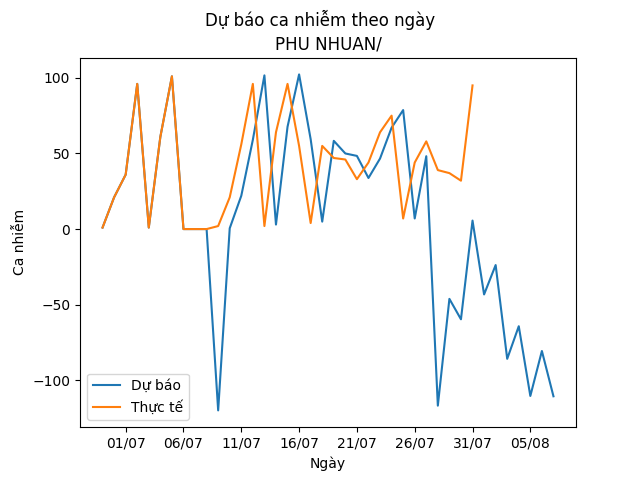 Dự báo ca nhiễm theo ngày
PHU NHUAN/
Ca nhiễm
100
50
0
−50
−100
Dự báo
Thực tế
01/07 06/07 11/07 16/07 21/07 26/07 31/07 05/08
Ngày